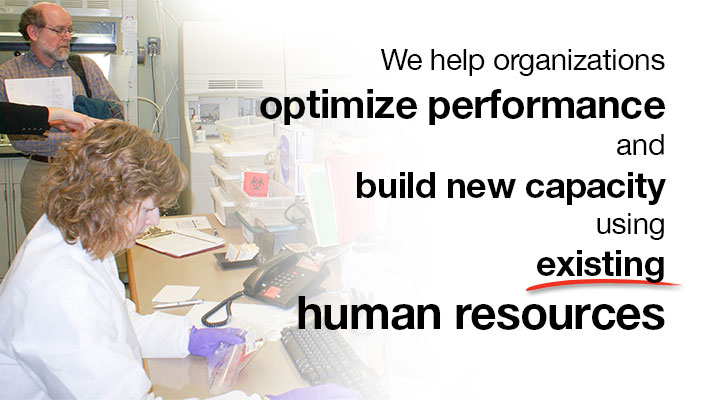 We help organizations
optimize performance
and
build new capacity
using
existing
human resources